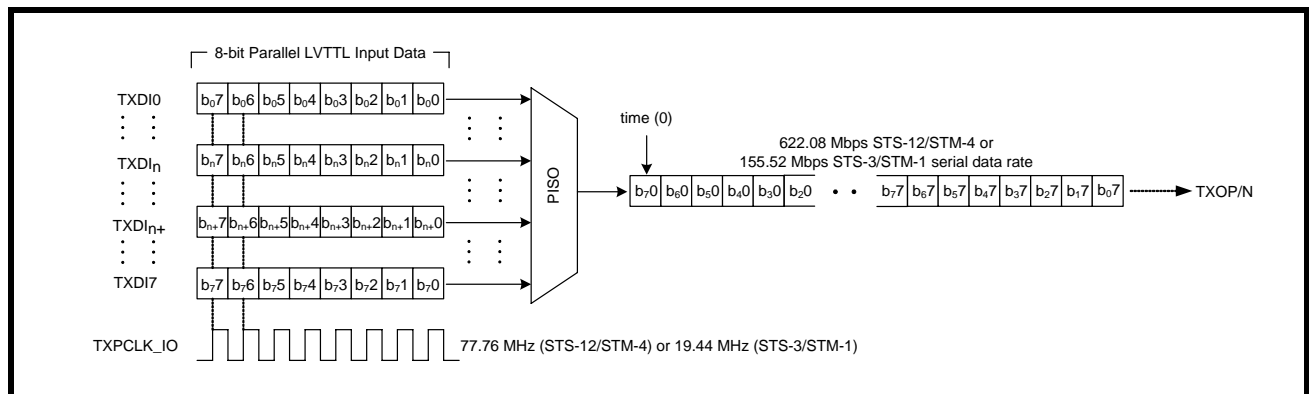 8-bit Parallel LVTTL Input Data
TXDI0
b07 b06 b05 b04 b03 b02 b01 b00
TXDIn
bn7 bn6 bn5 bn4 bn3 bn2 bn1 bn0
TXDIn+
bn+7 bn+6 bn+5 bn+4 bn+3 bn+2 bn+1 bn+0
TXDI7
b77 b76 b75 b74 b73 b72 b71 b70
PISO
time (0)
622.08 Mbps STS-12/STM-4 or
155.52 Mbps STS-3/STM-1 serial data rate
b70 b60 b50 b40 b30 b20 b77 b67 b57 b47 b37 b27 b17 b07
TXOP/N
TXPCLK_IO
77.76 MHz (STS-12/STM-4) or 19.44 MHz (STS-3/STM-1)